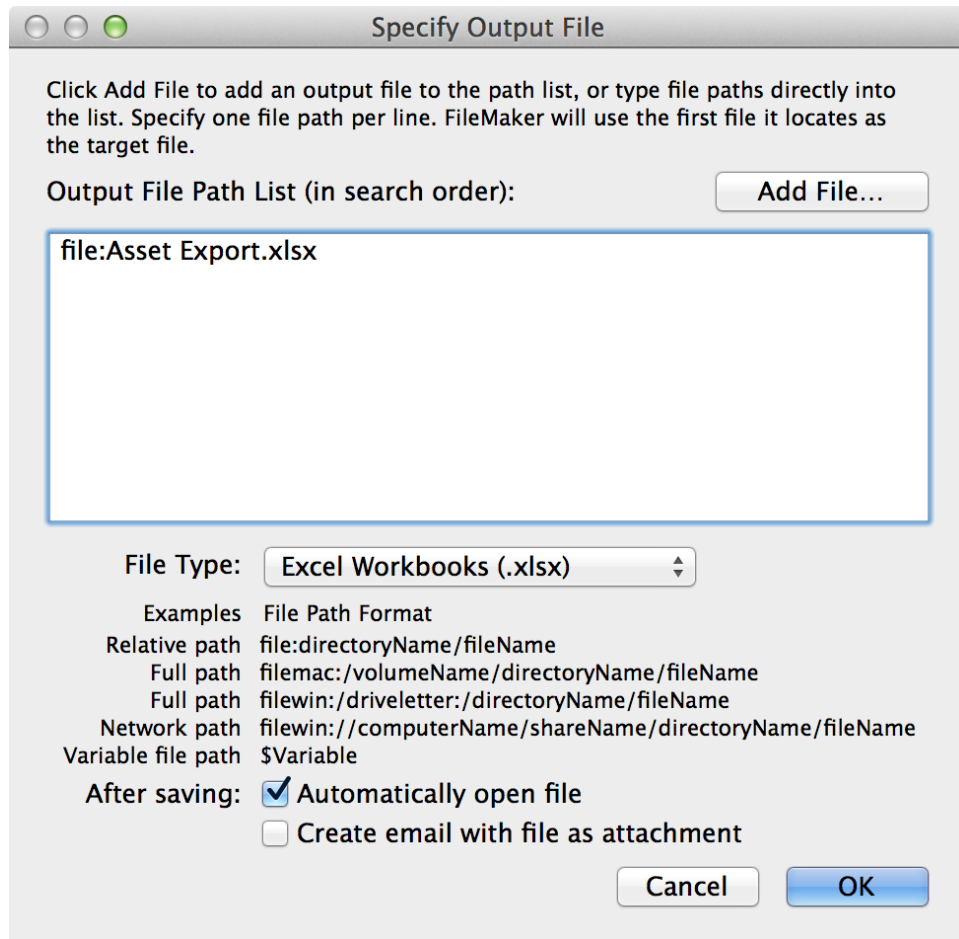 Specify Output File
Click Add File to add an output file to the path list, or type file paths directly into
the list. Specify one file path per line. FileMaker will use the first file it locates as
the target file.
Output File Path List (in search order):
Add File...
file:Asset Export.xlsx
File Type:
Excel Workbooks (.xlsx)
Examples File Path Format
Relative path file:directoryName/fileName
Full path filemac:/volumeName/directoryName/fileName
Full path filewin:/driveletter:/directoryName/fileName
Network path filewin://computerName/shareName/directoryName/fileName
Variable file path $Variable
After saving: Automatically open file
Create email with file as attachment
Cancel
OK